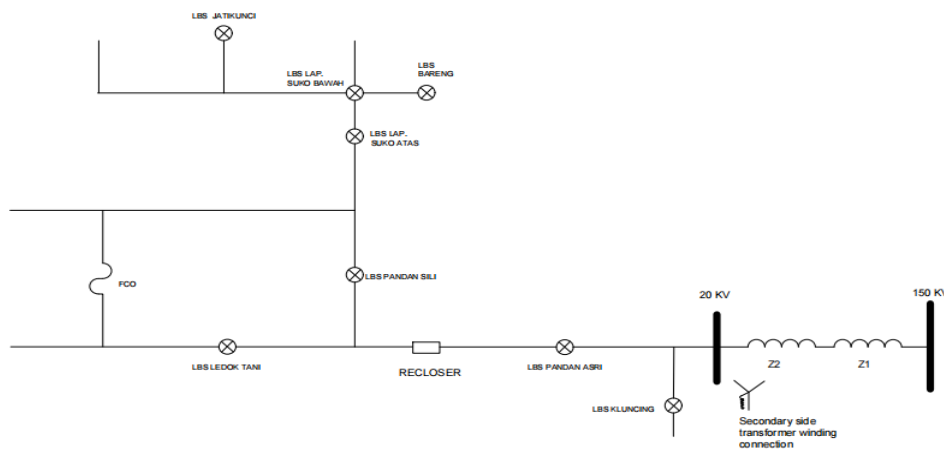 LBS JATIKUNCI
LBS LAP.
SUKO BAWAH
LBS
BARENG
LBS LAP.
SUKO ATAS
FCO
LBS PANDAN SILI
20 KV
150 KV
LBS LEDOK TANI
RECLOSER
LBS PANDAN ASRI
Z2
Z1
LBS KLUNCING
Secondary side
transformer winding
connection